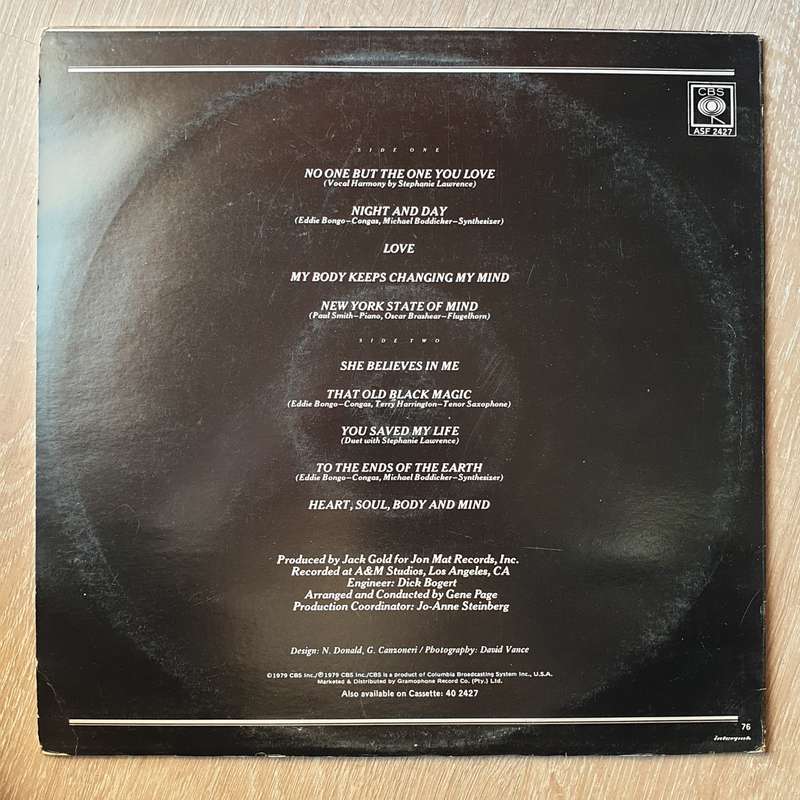 CBS
ASF 2427
SIDE ONE
NO ONE BUT THE ONE YOU LOVE
(Vocal Harmony by Stephanie Lawrence)
NIGHT AND DAY
(Eddie Bongo—Congas, Michael Boddicker—Synthesizer)
LOVE
MY BODY KEEPS CHANGING MY MIND
NEW YORK STATE OF MIND
(Paul Smith—Piano, Oscar Brashear—Flugelhorn)
SIDE TWO
SHE BELIEVES IN ME
THAT OLD BLACK MAGIC
(Eddie Bongo—Congas, Terry Harrington—Tenor Saxophone)
YOU SAVED MY LIFE
(Duet with Stephanie Lawrence)
TO THE ENDS OF THE EARTH
(Eddie Bongo—Congas, Michael Boddicker—Synthesizer)
HEART, SOUL, BODY AND MIND
Produced by Jack Gold for Jon Mat Records, Inc.
Recorded at A&M Studios, Los Angeles, CA
Engineer: Dick Bogert
Arranged and Conducted by Gene Page
Production Coordinator: Jo-Anne Steinberg
Design: N. Donald, G. Canzoneri / Photography: David Vance
©1979 CBS Inc./℗1979 CBS Inc./CBS is a product of Columbia Broadcasting System Inc., U.S.A.
Marketed & Distributed by Gramophone Record Co. (Pty.) Ltd.
Also available on Cassette: 40 2427
76
interpak